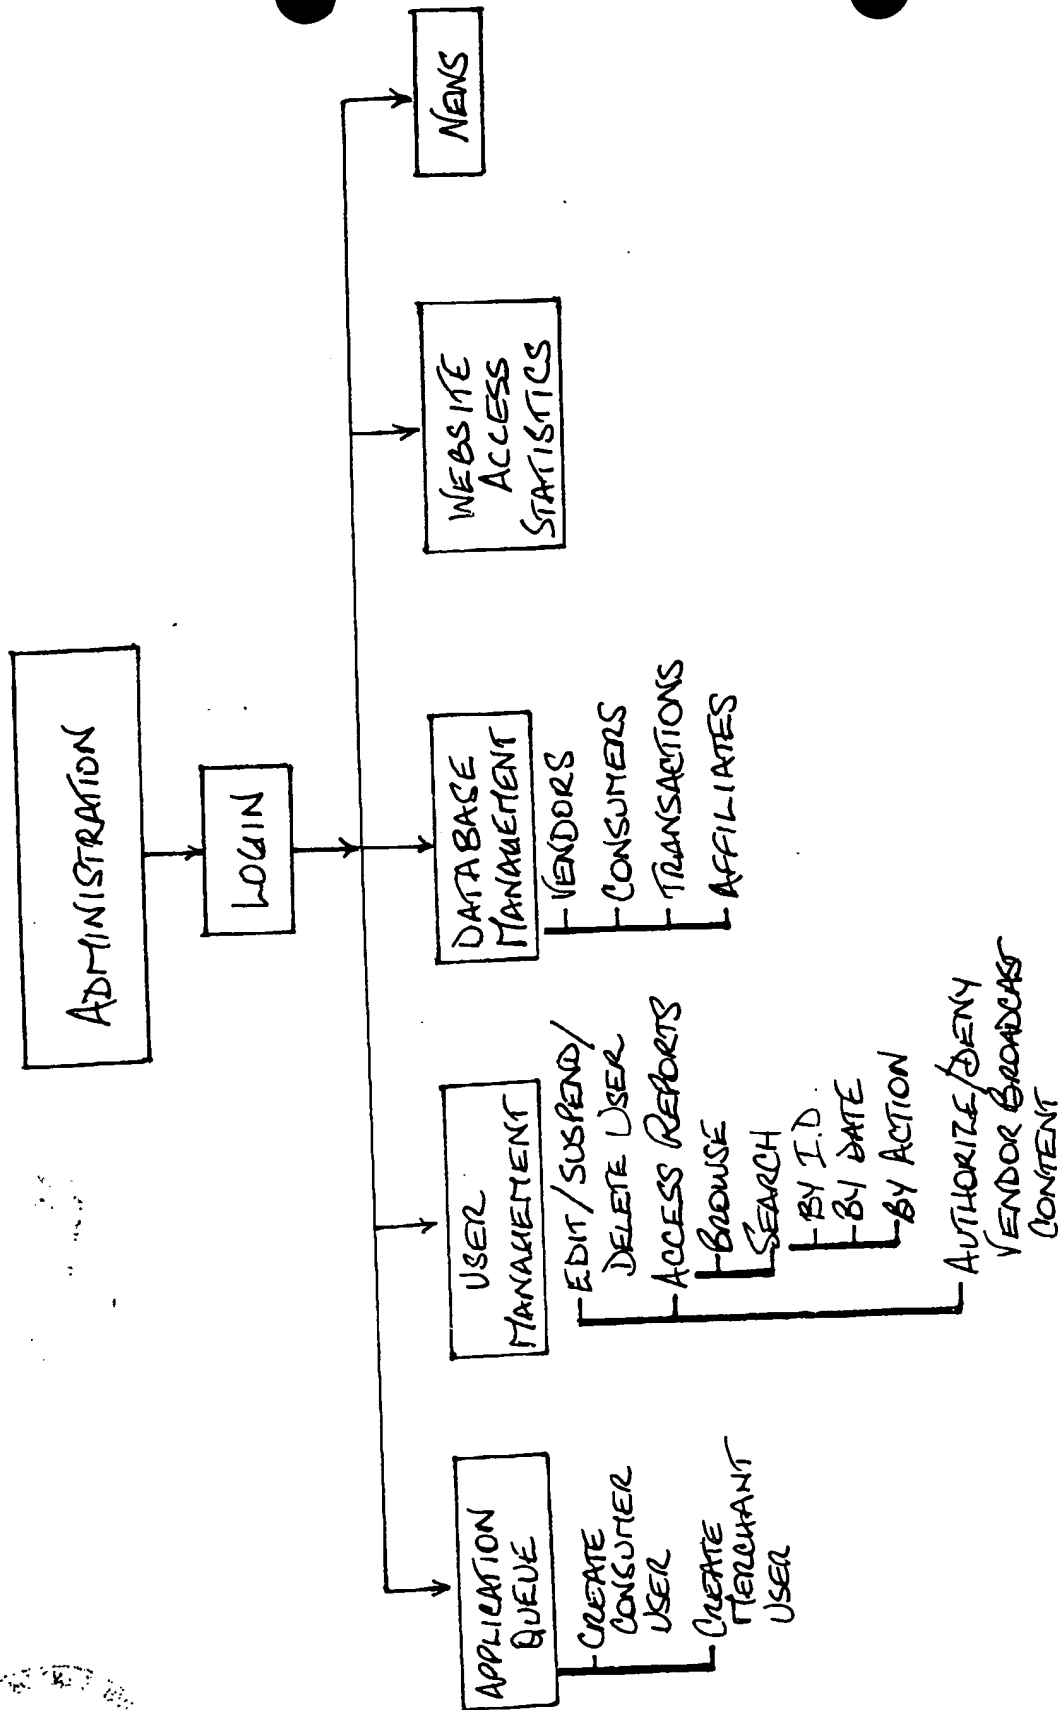 ADMINISTRATION
LOGIN
APPLICATION
QUEUE
CREATE
CONSUMER
USER
CREATE
MERCHANT
USER
USER
MANAGEMENT
EDIT/SUSPEND/
DELETE USER
ACCESS REPORTS
BROWSE
SEARCH
BY I.D
BY DATE
BY ACTION
AUTHORIZE/DENY
VENDOR BROADCAST
CONTENT
DATABASE
MANAGEMENT
VENDORS
CONSUMERS
TRANSACTIONS
AFFILIATES
WEBSITE
ACCESS
STATISTICS
NEWS